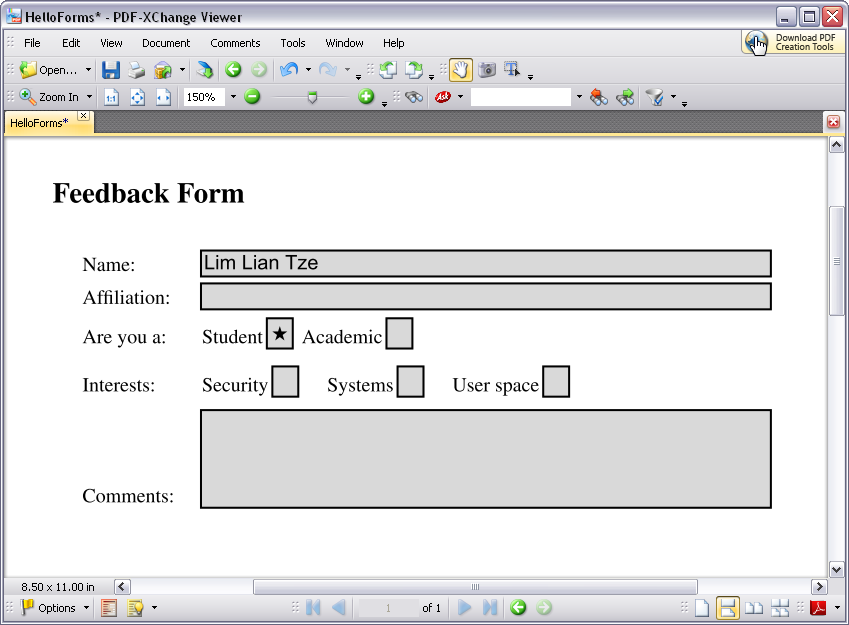 HelloForms* - PDF-XChange Viewer
File Edit View Document Comments Tools Window Help
Download PDF
Creation Tools
Open...
Zoom In 1:1 150%
HelloForms*
Feedback Form
Name: Lim Lian Tze
Affiliation:
Are you a: Student ★ Academic
Interests: Security Systems User space
Comments:
8.50 x 11.00 in
Options 1 of 1